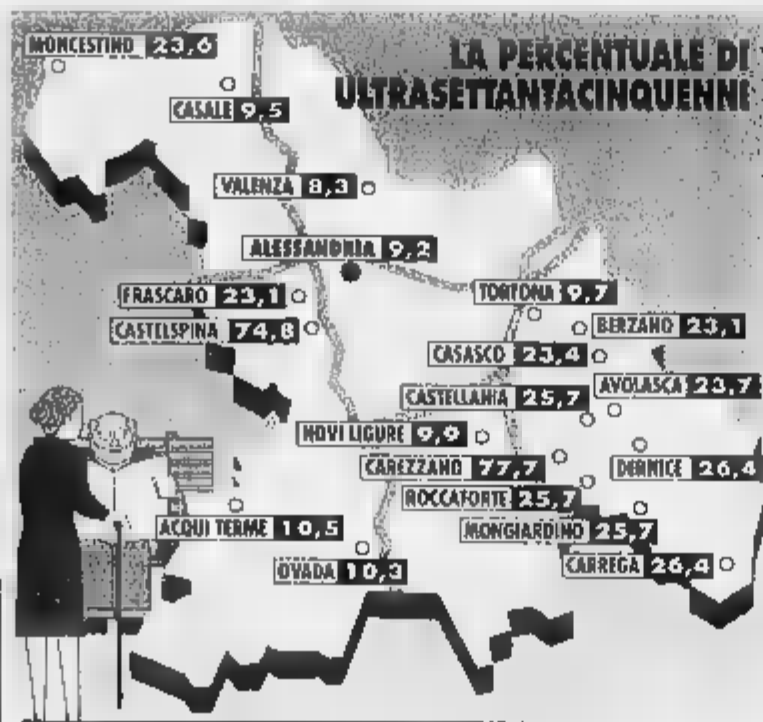 LA PERCENTUALE DI
ULTRASETTANTACINQUENNI
MONCESTINO 23,6
CASALE 9,5
VALENZA 8,3
ALESSANDRIA 9,2
FRASCARO 23,1
CASTELSPINA 74,8
TORTONA 9,7
BERZANO 23,1
CASASCO 23,4
AVOLASCA 23,7
CASTELLANIA 25,7
NOVI LIGURE 9,9
CAREZZANO 77,7
DERNICE 26,4
ROCCAFORTE 25,7
ACQUI TERME 10,5
MONGIARDINO 25,7
OVADA 10,3
CARREGA 26,4